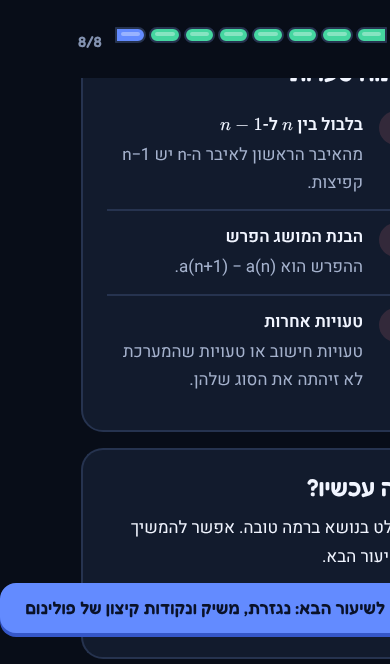 8/8
בלבול בין n ל-n − 1
מהאיבר הראשון לאיבר ה-n יש n−1
קפיצות.
הבנת המושג הפרש
ההפרש הוא a(n+1) − a(n).
טעויות אחרות
טעויות חישוב או טעויות שהמערכת
לא זיהתה את הסוג שלהן.
עכשיו?
בנושא ברמה טובה. אפשר להמשיך
הבא.
לשיעור הבא: נגזרת, משיק ונקודות קיצון של פולינום